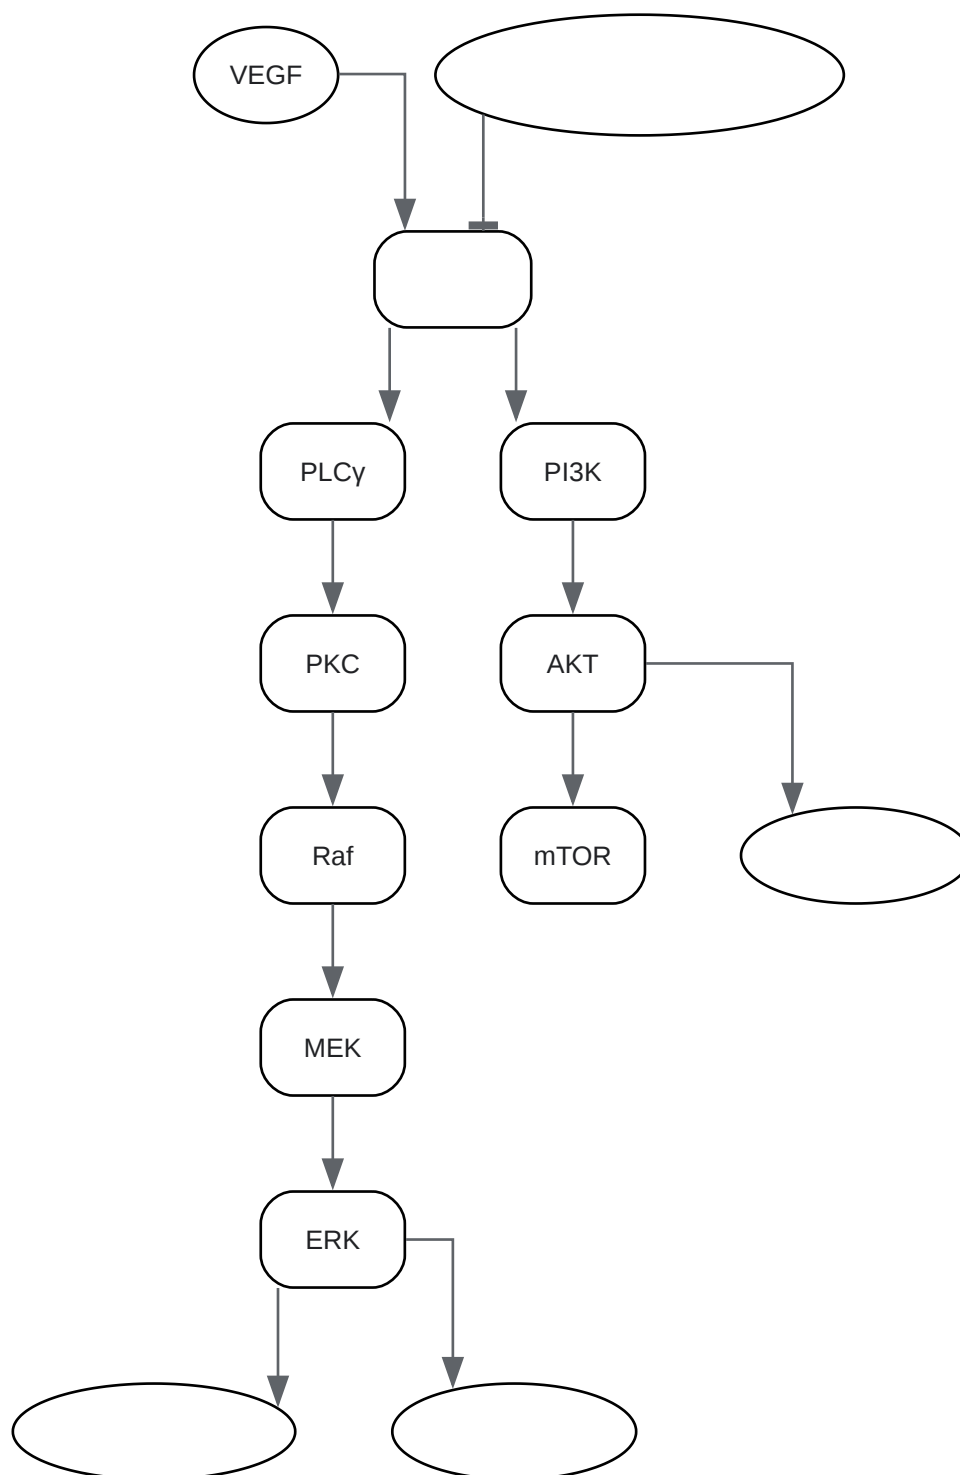 VEGF
PLCγ
PI3K
PKC
AKT
Raf
mTOR
MEK
ERK